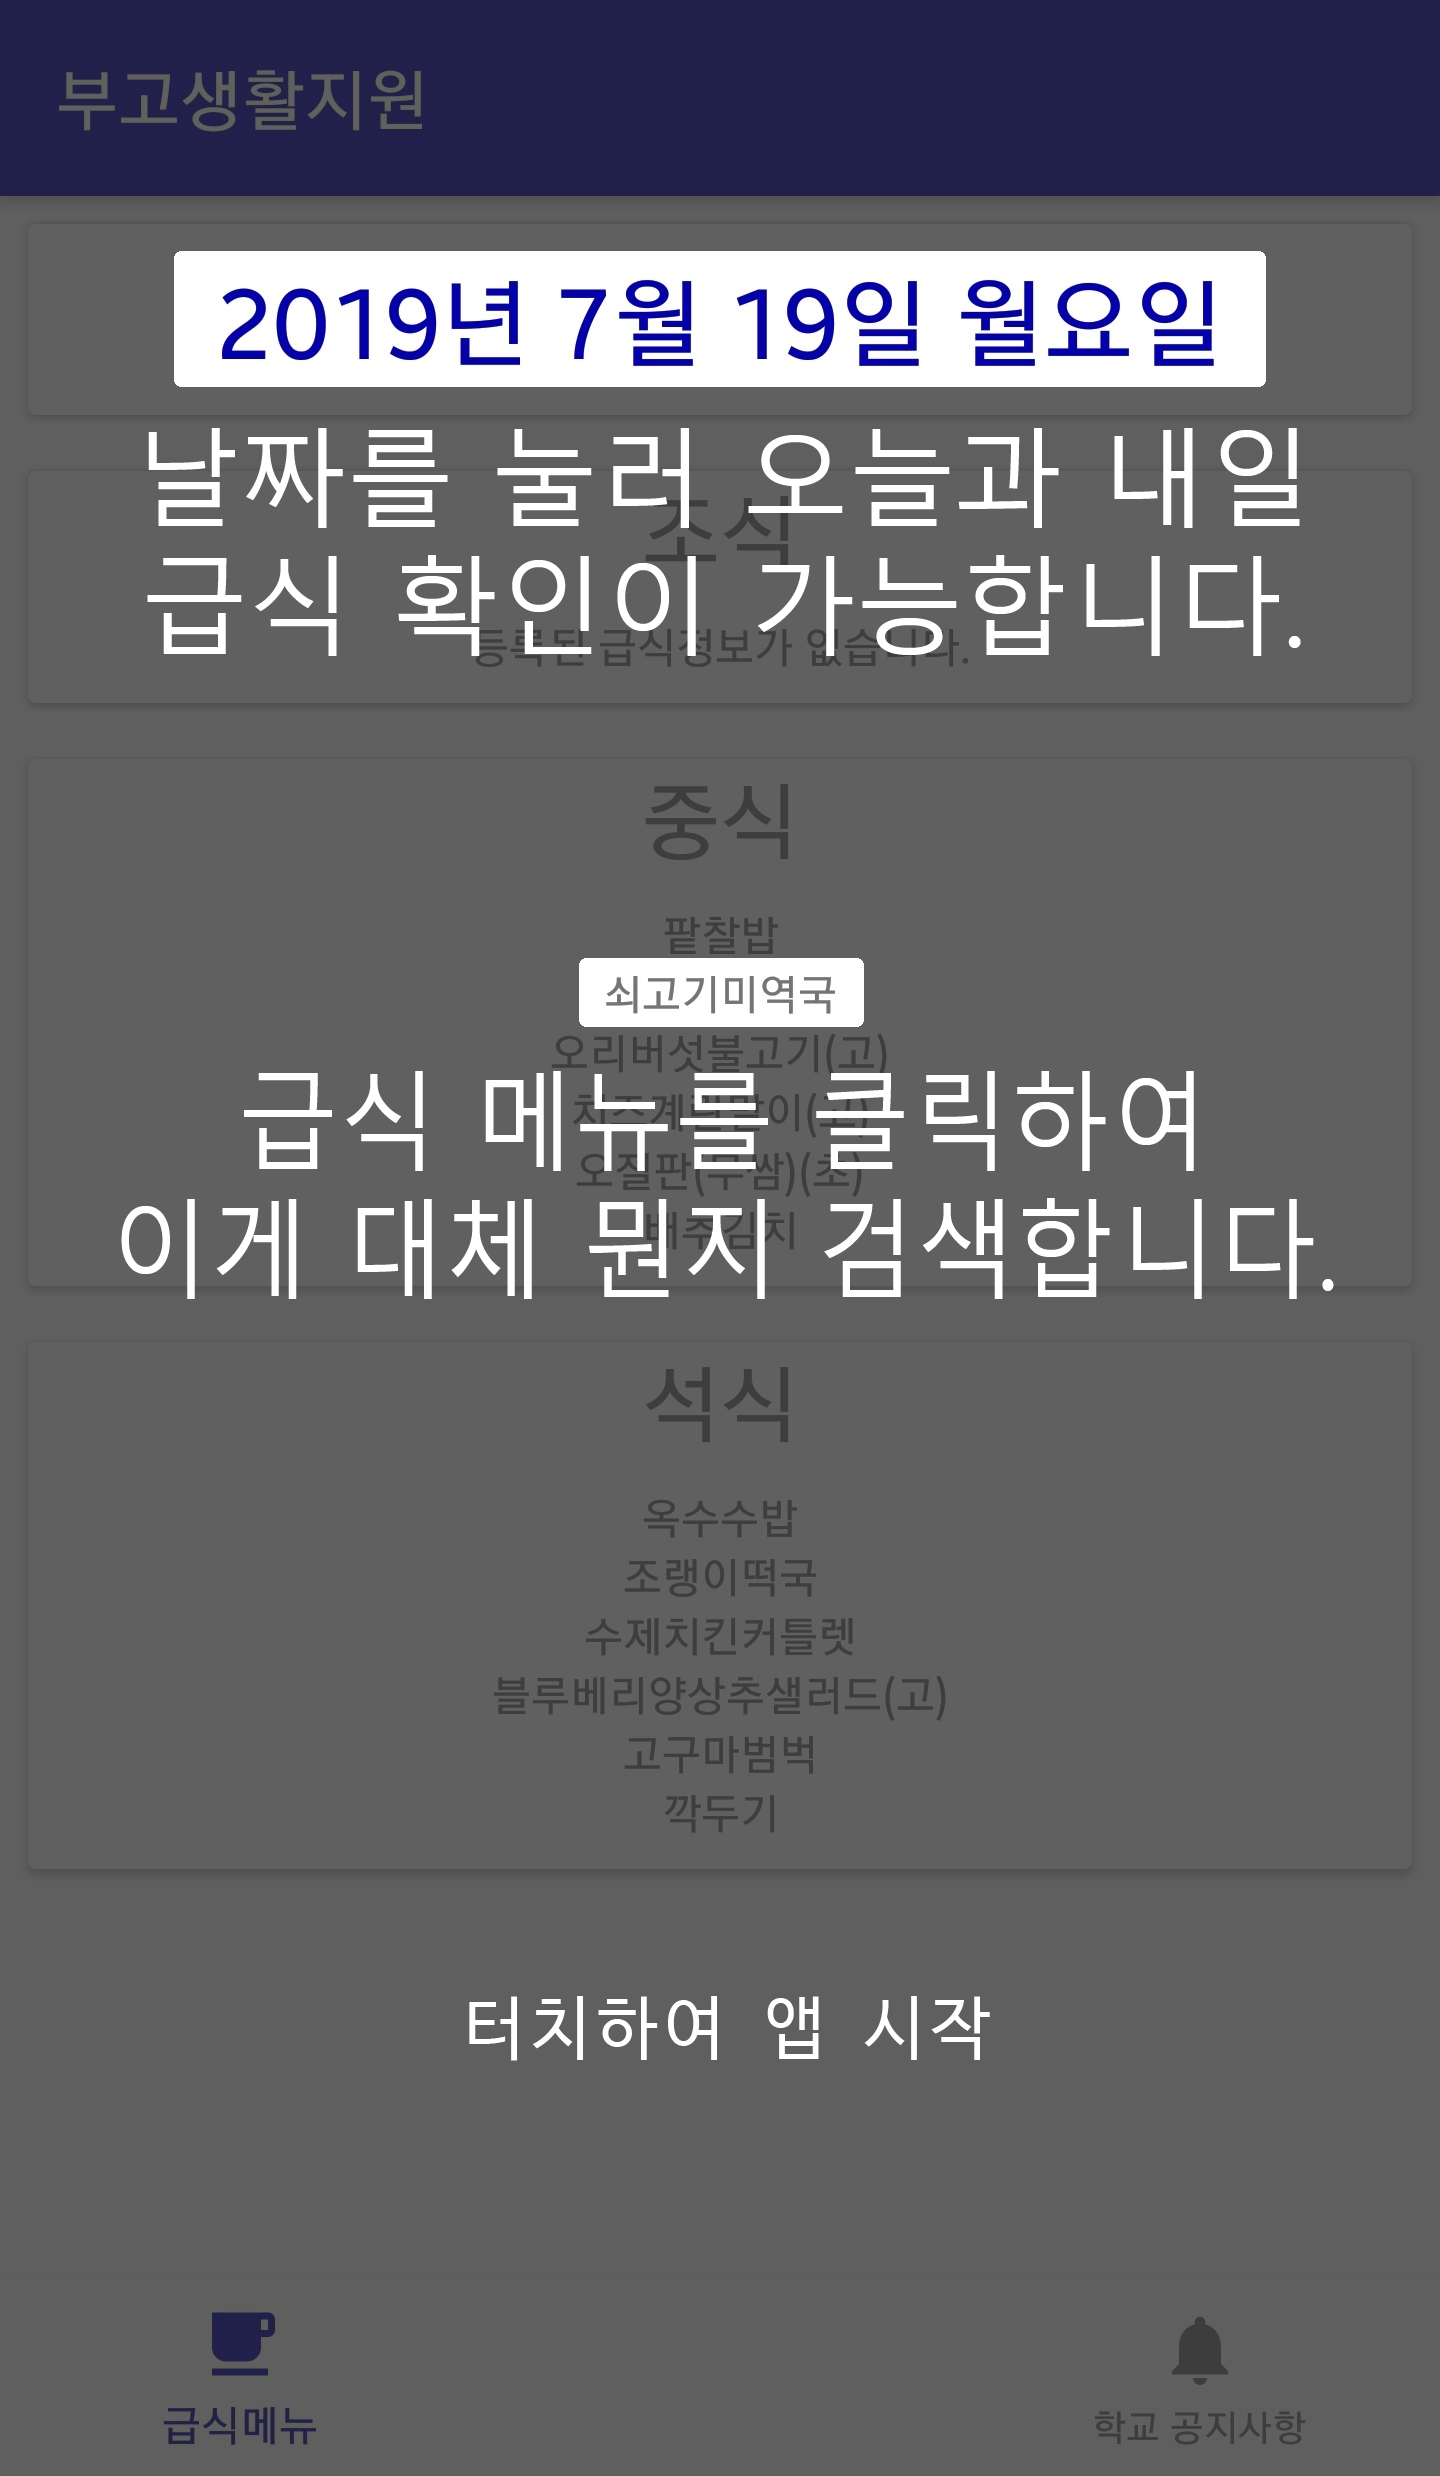 부고생활지원
2019년 7월 19일 월요일
날짜를 눌러 오늘과 내일
조식
급식 확인이 가능합니다.
등록된 급식정보가 없습니다.
중식
팥찰밥
쇠고기미역국
오리버섯불고기(고)
급식 메뉴를 클릭하여
오절판(무쌈)(초)
이게 대체 뭔지 검색합니다.
배추김치
석식
옥수수밥
조랭이떡국
수제치킨커틀렛
블루베리양상추샐러드(고)
고구마범벅
깍두기
터치하여 앱 시작
급식메뉴
학교 공지사항